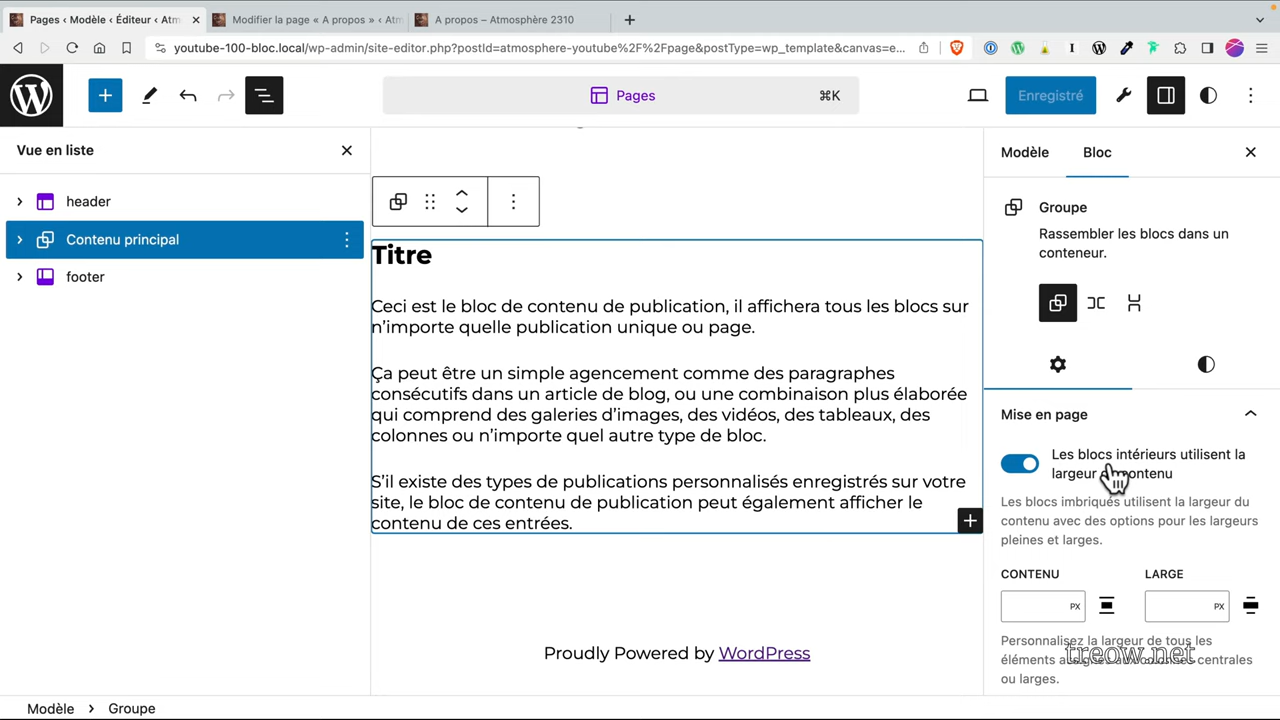 Pages ‹ Modèle ‹ Éditeur ‹ Atm
Modifier la page « A propos » ‹ Atm
A propos – Atmosphère 2310
youtube-100-bloc.local/wp-admin/site-editor.php?postId=atmosphere-youtube%2F%2Fpage&postType=wp_template&canvas=e...
Pages
⌘K
Enregistré
Vue en liste
header
Contenu principal
footer
Titre
Ceci est le bloc de contenu de publication, il affichera tous les blocs sur
n’importe quelle publication unique ou page.
Ça peut être un simple agencement comme des paragraphes
consécutifs dans un article de blog, ou une combinaison plus élaborée
qui comprend des galeries d’images, des vidéos, des tableaux, des
colonnes ou n’importe quel autre type de bloc.
S’il existe des types de publications personnalisés enregistrés sur votre
site, le bloc de contenu de publication peut également afficher le
contenu de ces entrées.
Proudly Powered by WordPress
Modèle
Bloc
Groupe
Rassembler les blocs dans un
conteneur.
Mise en page
Les blocs intérieurs utilisent la
largeur contenu
Les blocs imbriqués utilisent la largeur du
contenu avec des options pour les largeurs
pleines et larges.
CONTENU
LARGE
PX
PX
Personnalisez la largeur de tous les
éléments colonnes centrales
ou larges.
treow.net
Modèle
Groupe